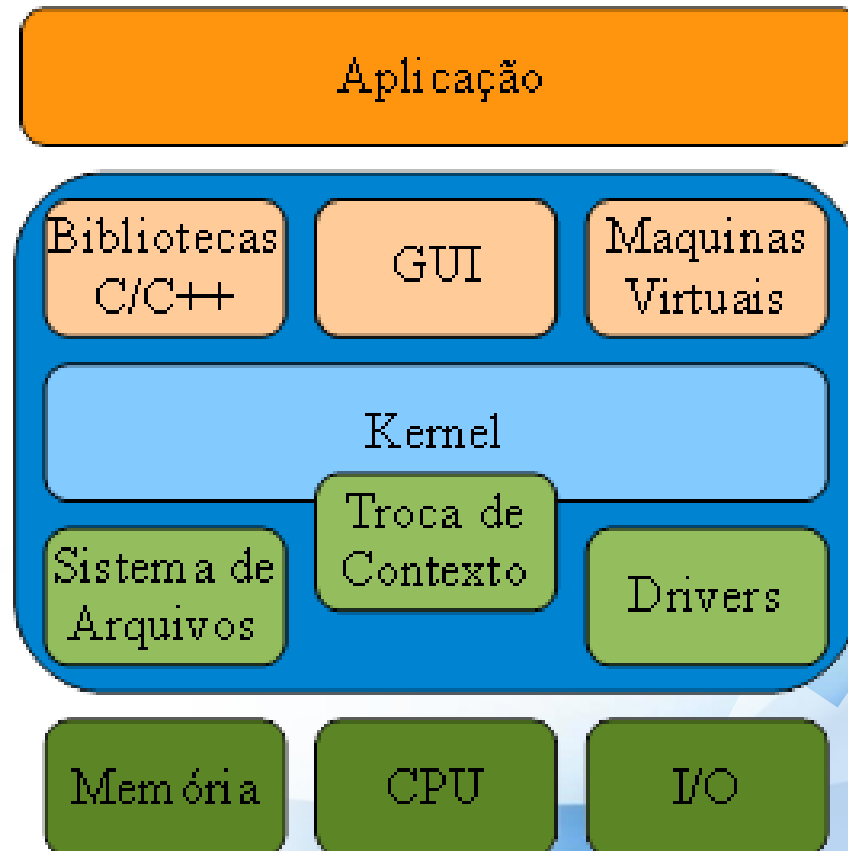 Aplicação
Bibliotecas
C/C++
GUI
Maquinas
Virtuais
Kernel
Troca de
Contexto
Sistema de
Arquivos
Drivers
Memória
CPU
I/O